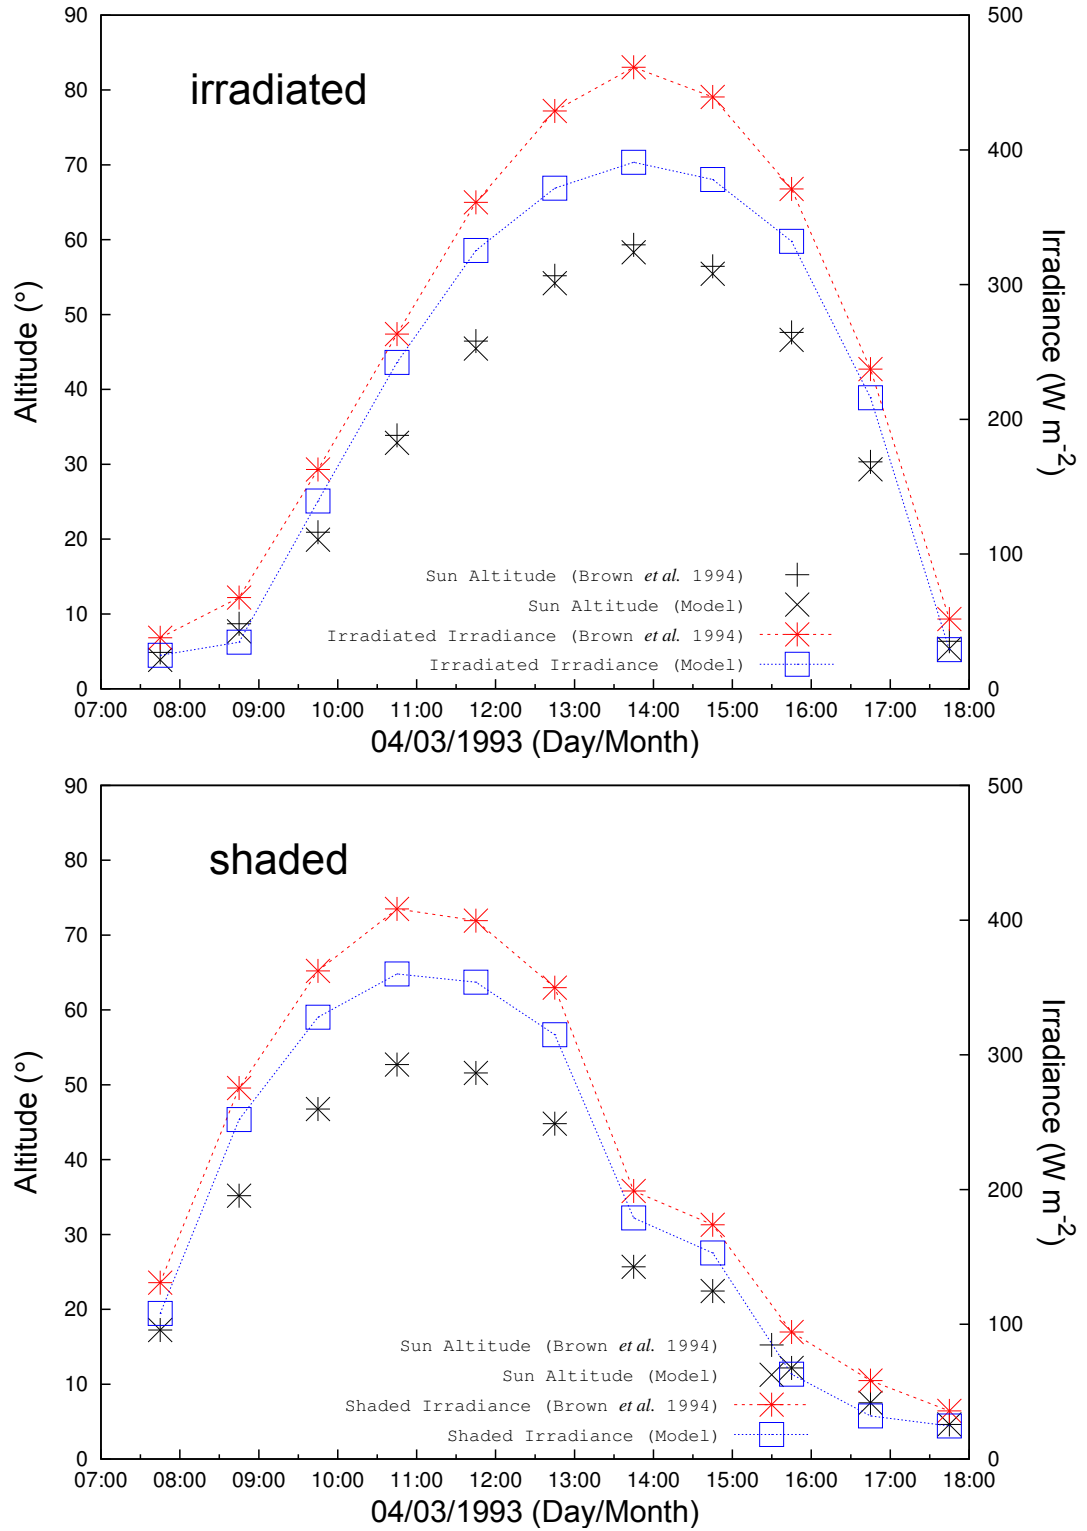 irradiated
Altitude (°)
90
80
70
60
50
40
30
20
10
0
500
400
300
200
100
0
Irradiance (W m-2)
Sun Altitude (Brown et al. 1994)
Sun Altitude (Model)
Irradiated Irradiance (Brown et al. 1994)
Irradiated Irradiance (Model)
07:00 08:00 09:00 10:00 11:00 12:00 13:00 14:00 15:00 16:00 17:00 18:00
04/03/1993 (Day/Month)
shaded
Altitude (°)
90
80
70
60
50
40
30
20
10
0
500
400
300
200
100
0
Irradiance (W m-2)
Sun Altitude (Brown et al. 1994)
Sun Altitude (Model)
Shaded Irradiance (Brown et al. 1994)
Shaded Irradiance (Model)
07:00 08:00 09:00 10:00 11:00 12:00 13:00 14:00 15:00 16:00 17:00 18:00
04/03/1993 (Day/Month)